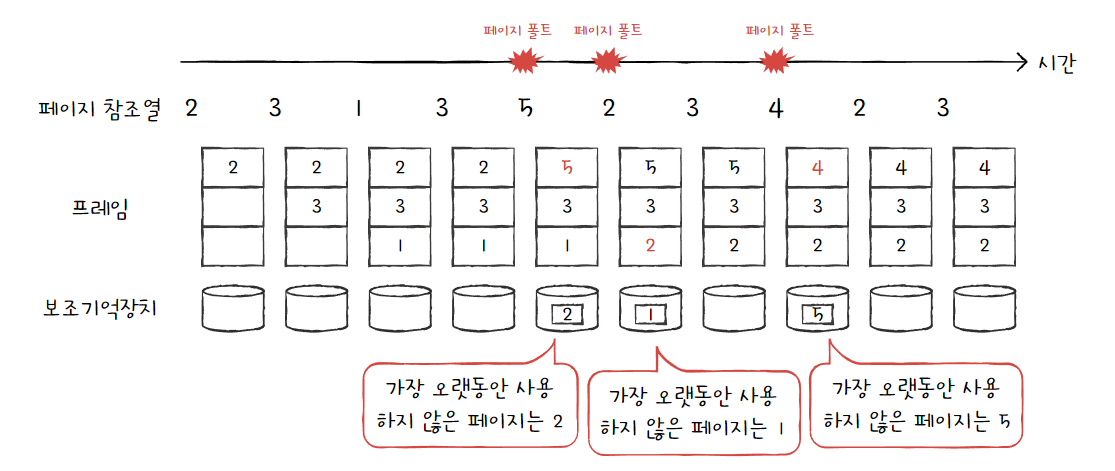 페이지 폴트 페이지 폴트 페이지 폴트
시간
페이지 참조열 2 3 1 3 5 2 3 4 2 3
2 2 2 2 5 5 5 4 4 4
프레임 3 3 3 3 3 3 3 3 3
1 1 1 2 2 2 2 2
보조기억장치 2 1 5
가장 오랫동안 사용
하지 않은 페이지는 2
가장 오랫동안 사용
하지 않은 페이지는 1
가장 오랫동안 사용
하지 않은 페이지는 5